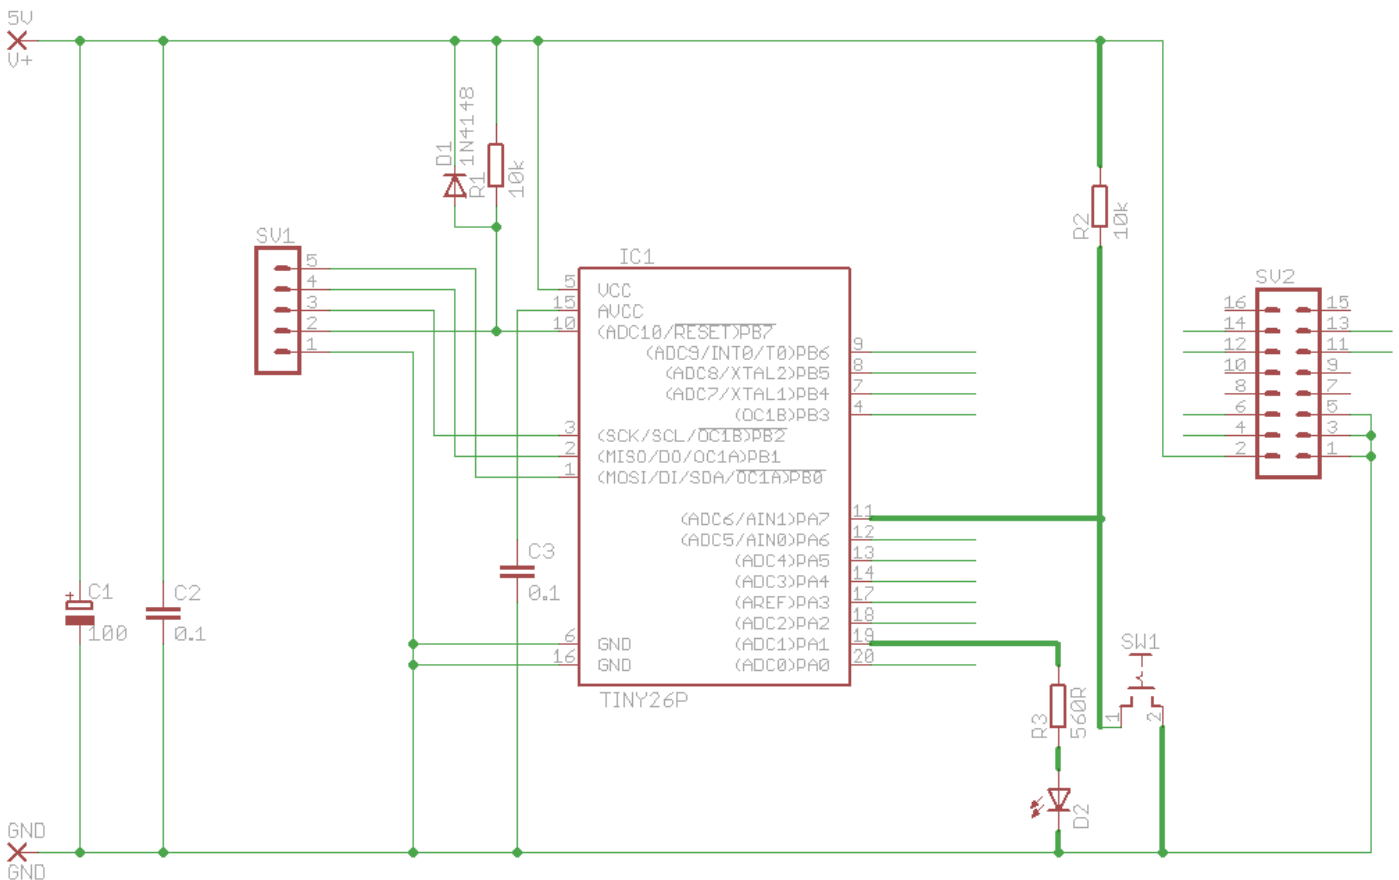 5V
V+
D1
1N4148
R1
10k
R2
10k
SV1
5
4
3
2
1
IC1
5 VCC
15 AVCC
10 (ADC10/RESET)PB7
(ADC9/INT0/T0)PB6 9
(ADC8/XTAL2)PB5 8
(ADC7/XTAL1)PB4 7
(OC1B)PB3 4
3 (SCK/SCL/OC1B)PB2
2 (MISO/DO/OC1A)PB1
1 (MOSI/DI/SDA/OC1A)PB0
(ADC6/AIN1)PA7 11
(ADC5/AIN0)PA6 12
(ADC4)PA5 13
(ADC3)PA4 14
(AREF)PA3 17
(ADC2)PA2 18
6 GND (ADC1)PA1 19
16 GND (ADC0)PA0 20
TINY26P
SV2
16 15
14 13
12 11
10 9
8 7
6 5
4 3
2 1
C1
+
100
C2
0.1
C3
0.1
SW1
1 2
R3
560R
D2
GND
GND